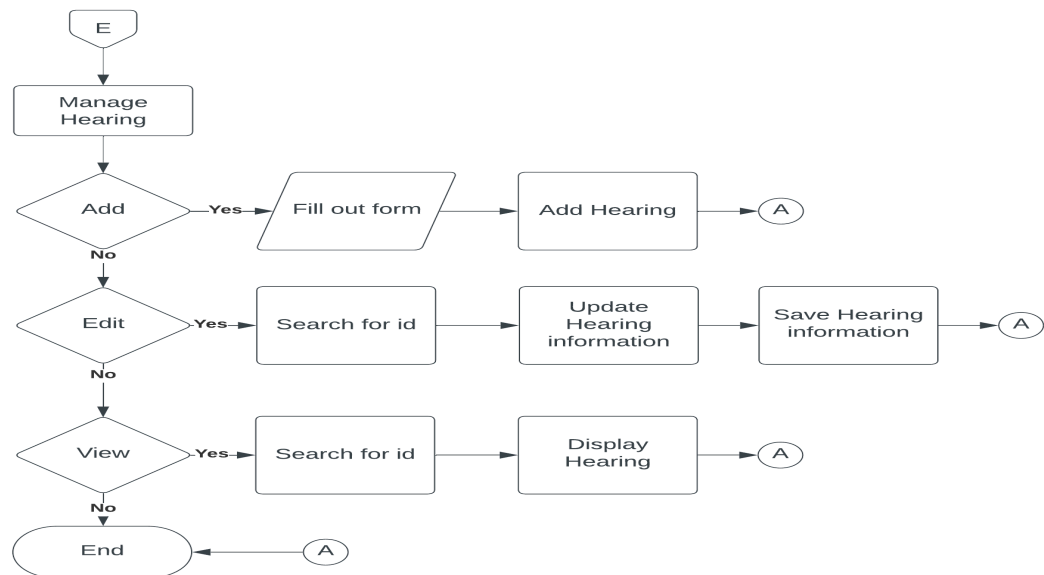 E
Manage
Hearing
Add
Yes
Fill out form
Add Hearing
A
No
Edit
Yes
Search for id
Update
Hearing
information
Save Hearing
information
A
No
View
Yes
Search for id
Display
Hearing
A
No
End
A